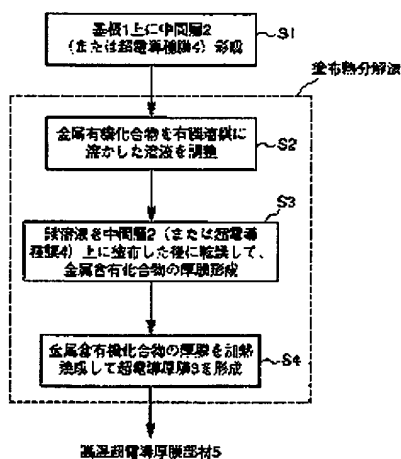 基板1上に中間層2
(または超電導種膜4)形成
S1
塗布熱分解法
金属有機化合物を有機溶媒に
溶かした溶液を調整
S2
S3
該溶液を中間層2(または超電導
種膜4)上に塗布した後に乾燥して、
金属含有化合物の厚膜形成
金属含有機化合物の厚膜を加熱
焼成して超電導厚膜3を形成
S4
高温超電導厚膜部材5